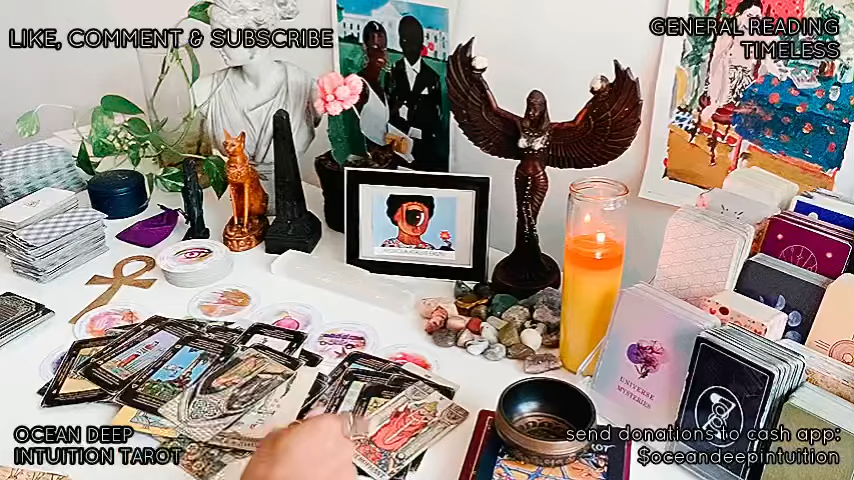 LIKE, COMMENT & SUBSCRIBE
GENERAL READING
TIMELESS
UNIVERSE
MYSTERIES
OCEAN DEEP
INTUITION TAROT
send donations to cash app:
$oceandeepintuition